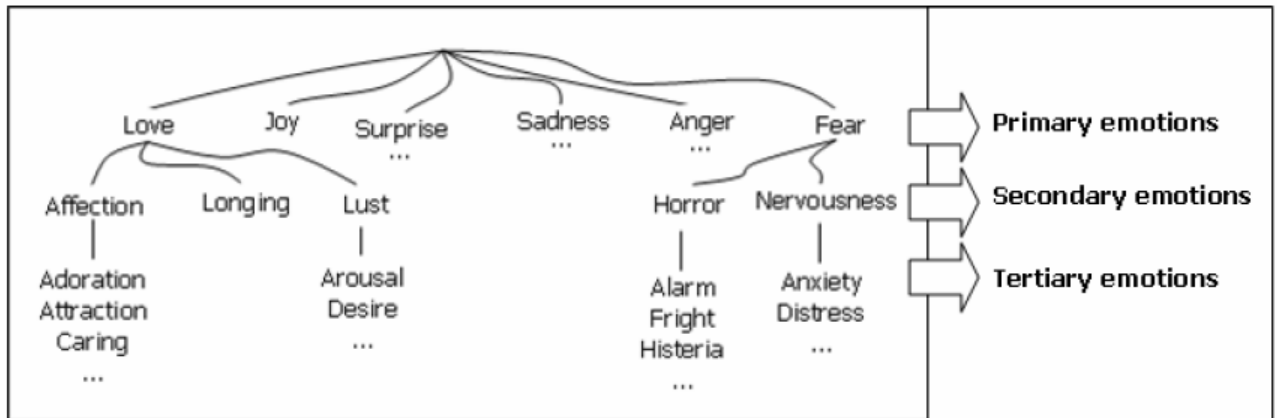 Love
Joy
Surprise
...
Sadness
...
Anger
...
Fear
Primary emotions
Affection
Longing
Lust
Horror
Nervousness
Secondary emotions
Adoration
Attraction
Caring
...
Arousal
Desire
...
Alarm
Fright
Histeria
...
Anxiety
Distress
...
Tertiary emotions